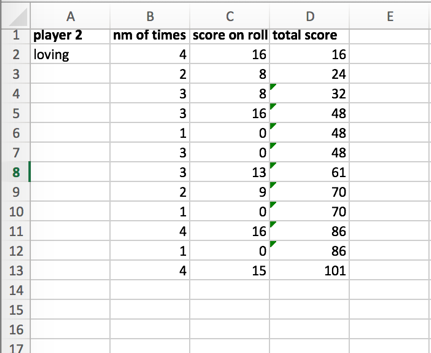 A B C D E
1 player 2 nm of times score on roll total score
2 loving 4 16 16
3 2 8 24
4 3 8 32
5 3 16 48
6 1 0 48
7 3 0 48
8 3 13 61
9 2 9 70
10 1 0 70
11 4 16 86
12 1 0 86
13 4 15 101
14
15
16
17